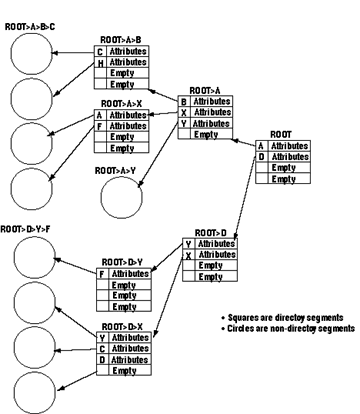 ROOT>A>B>C
ROOT>A>B
C Attributes
H Attributes
Empty
Empty
ROOT>A
B Attributes
X Attributes
Y Attributes
Empty
ROOT>A>X
A Attributes
F Attributes
Empty
Empty
ROOT
A Attributes
D Attributes
Empty
Empty
ROOT>A>Y
ROOT>D>Y>F
ROOT>D
Y Attributes
X Attributes
Empty
Empty
ROOT>D>Y
F Attributes
Empty
Empty
Empty
ROOT>D>X
Y Attributes
C Attributes
D Attributes
Empty
• Squares are directoy segments
• Circles are non-directoy segments